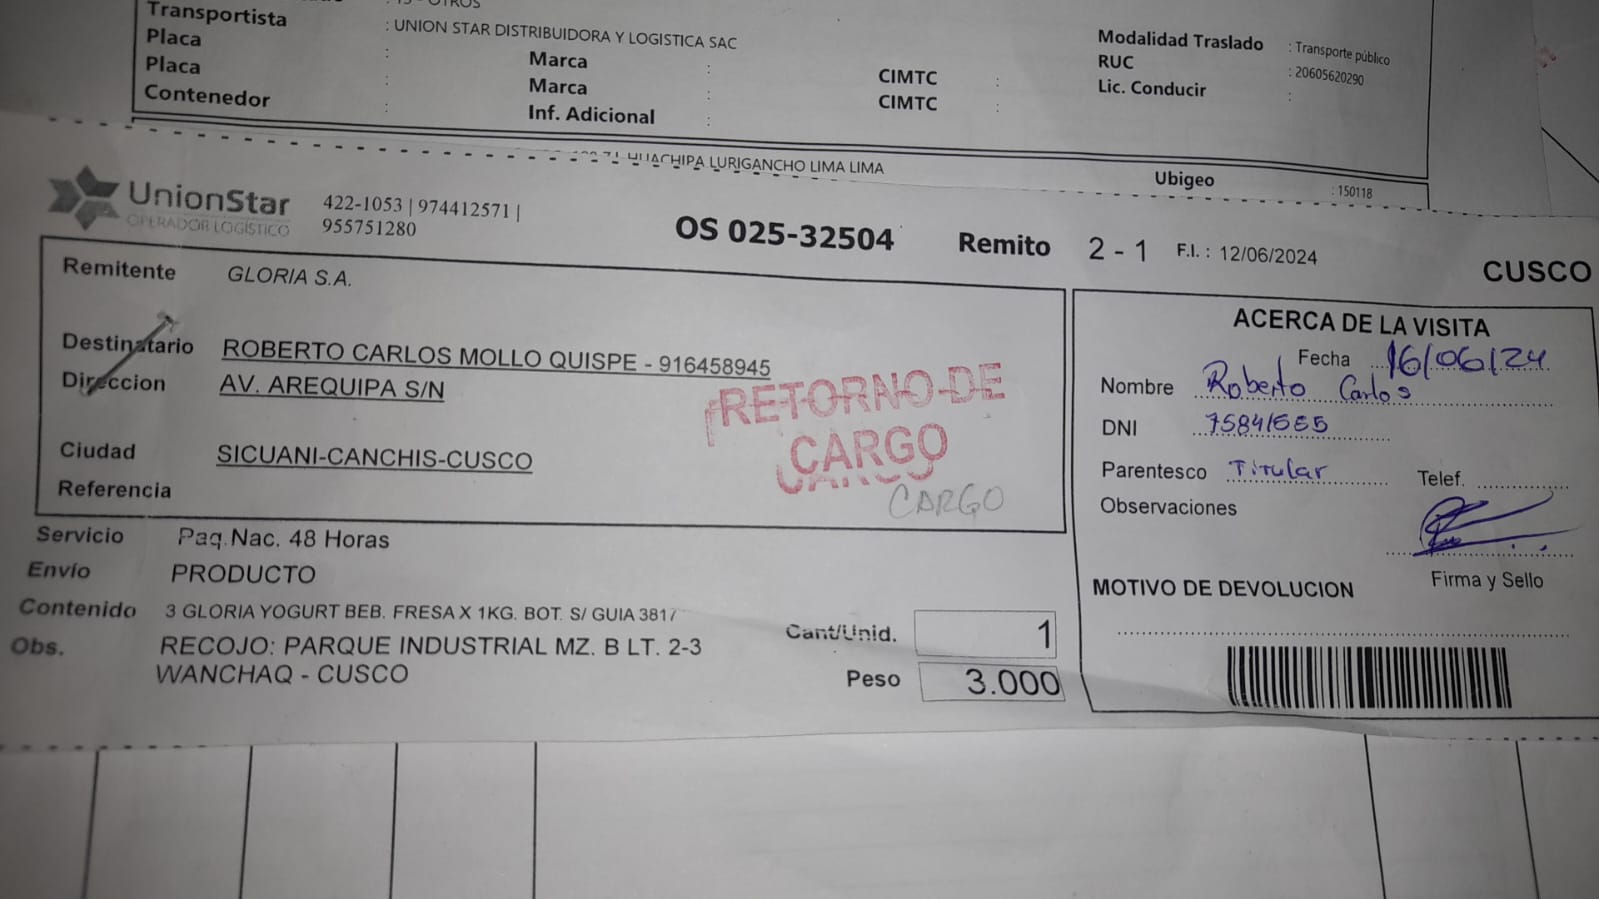 Transportista : UNION STAR DISTRIBUIDORA Y LOGISTICA SAC Modalidad Traslado : Transporte público
Placa : Marca : CIMTC : RUC : 20605620290
Placa : Marca : CIMTC : Lic. Conducir :
Contenedor : Inf. Adicional :
HUACHIPA LURIGANCHO LIMA LIMA Ubigeo : 150118
UnionStar
OPERADOR LOGÍSTICO
422-1053 | 974412571 |
955751280
OS 025-32504 Remito 2 - 1 F.I. : 12/06/2024 CUSCO
Remitente GLORIA S.A.
Destinatario ROBERTO CARLOS MOLLO QUISPE - 916458945
Direccion AV. AREQUIPA S/N
Ciudad SICUANI-CANCHIS-CUSCO
Referencia
RETORNO DE
CARGO
CARGO
Servicio Paq.Nac. 48 Horas
Envío PRODUCTO
Contenido 3 GLORIA YOGURT BEB. FRESA X 1KG. BOT. S/ GUIA 3817
Obs. RECOJO: PARQUE INDUSTRIAL MZ. B LT. 2-3
WANCHAQ - CUSCO
Cant/Unid. 1
Peso 3.000
ACERCA DE LA VISITA
Fecha 16/06/24
Nombre Roberto Carlos
DNI
Parentesco Titular Telef.
Observaciones
Firma y Sello
MOTIVO DE DEVOLUCION